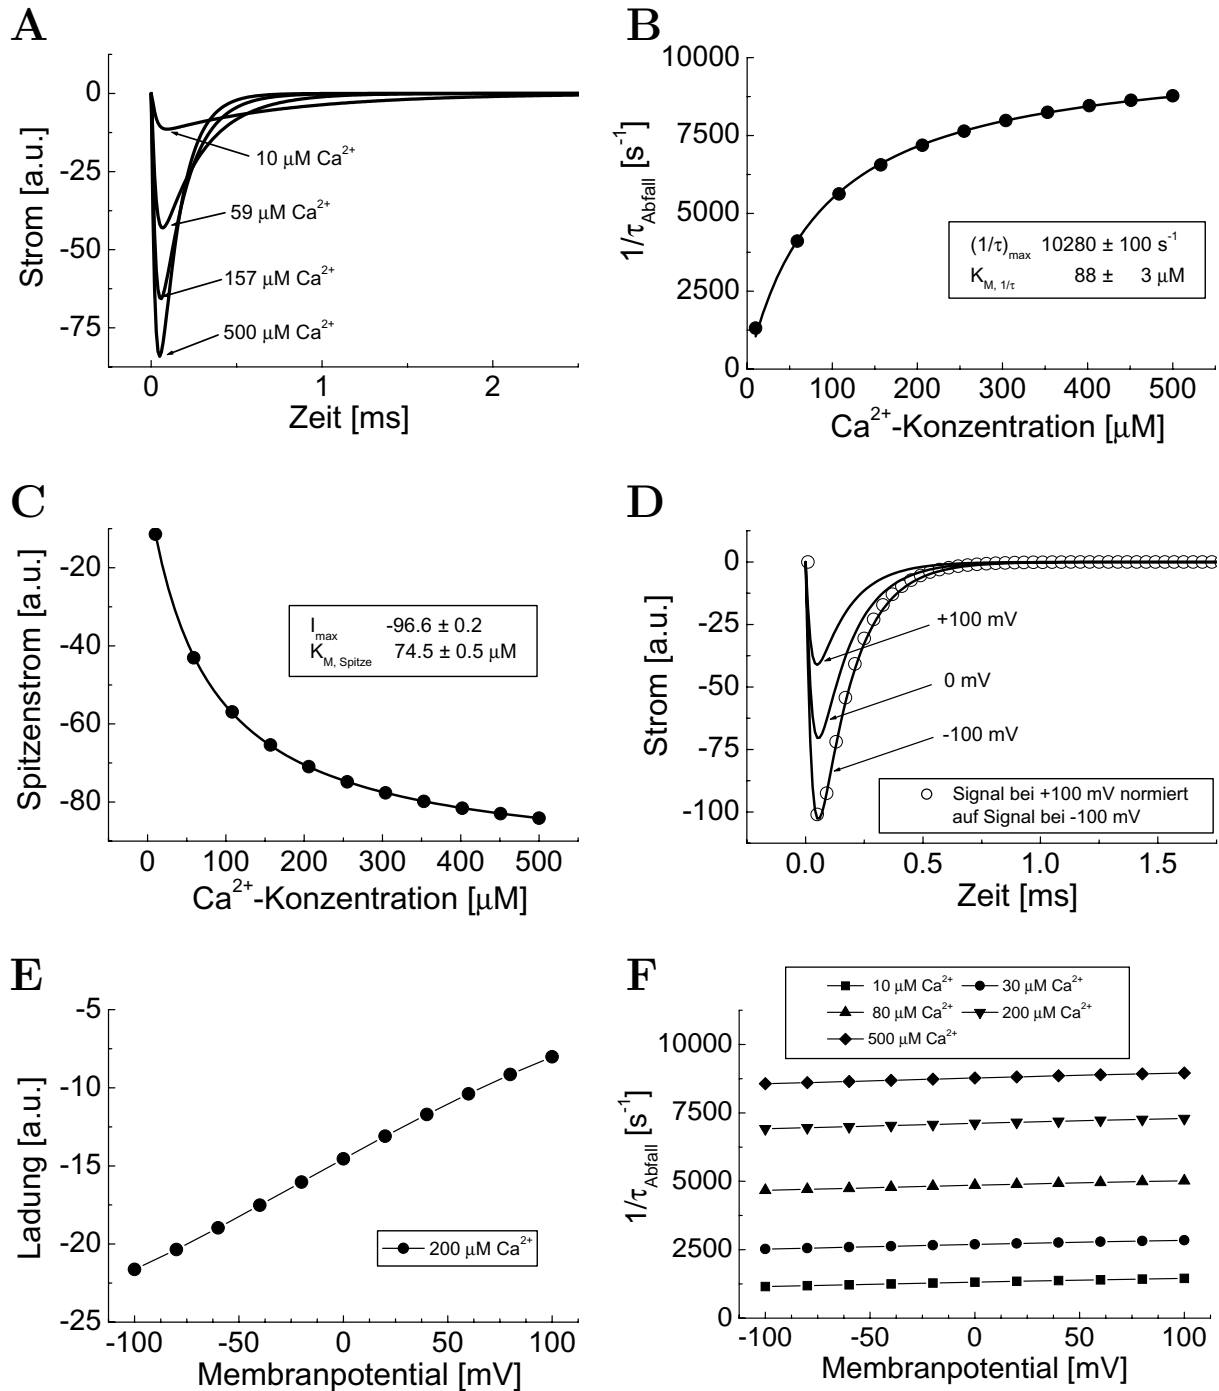 A
0
-25
-50
-75
Strom [a.u.]
10 μM Ca²⁺
59 μM Ca²⁺
157 μM Ca²⁺
500 μM Ca²⁺
0 1 2
Zeit [ms]
B
10000
7500
5000
2500
0
1/τ_Abfall [s⁻¹]
(1/τ)_max 10280 ± 100 s⁻¹
K_M, 1/τ 88 ± 3 μM
0 100 200 300 400 500
Ca²⁺-Konzentration [μM]
C
-20
-40
-60
-80
Spitzenstrom [a.u.]
I_max -96.6 ± 0.2
K_M, Spitze 74.5 ± 0.5 μM
0 100 200 300 400 500
Ca²⁺-Konzentration [μM]
D
0
-25
-50
-75
-100
Strom [a.u.]
+100 mV
0 mV
-100 mV
Signal bei +100 mV normiert
auf Signal bei -100 mV
0.0 0.5 1.0 1.5
Zeit [ms]
E
-5
-10
-15
-20
-25
Ladung [a.u.]
200 μM Ca²⁺
-100 -50 0 50 100
Membranpotential [mV]
F
10 μM Ca²⁺ 30 μM Ca²⁺
80 μM Ca²⁺ 200 μM Ca²⁺
500 μM Ca²⁺
10000
7500
5000
2500
0
1/τ_Abfall [s⁻¹]
-100 -50 0 50 100
Membranpotential [mV]